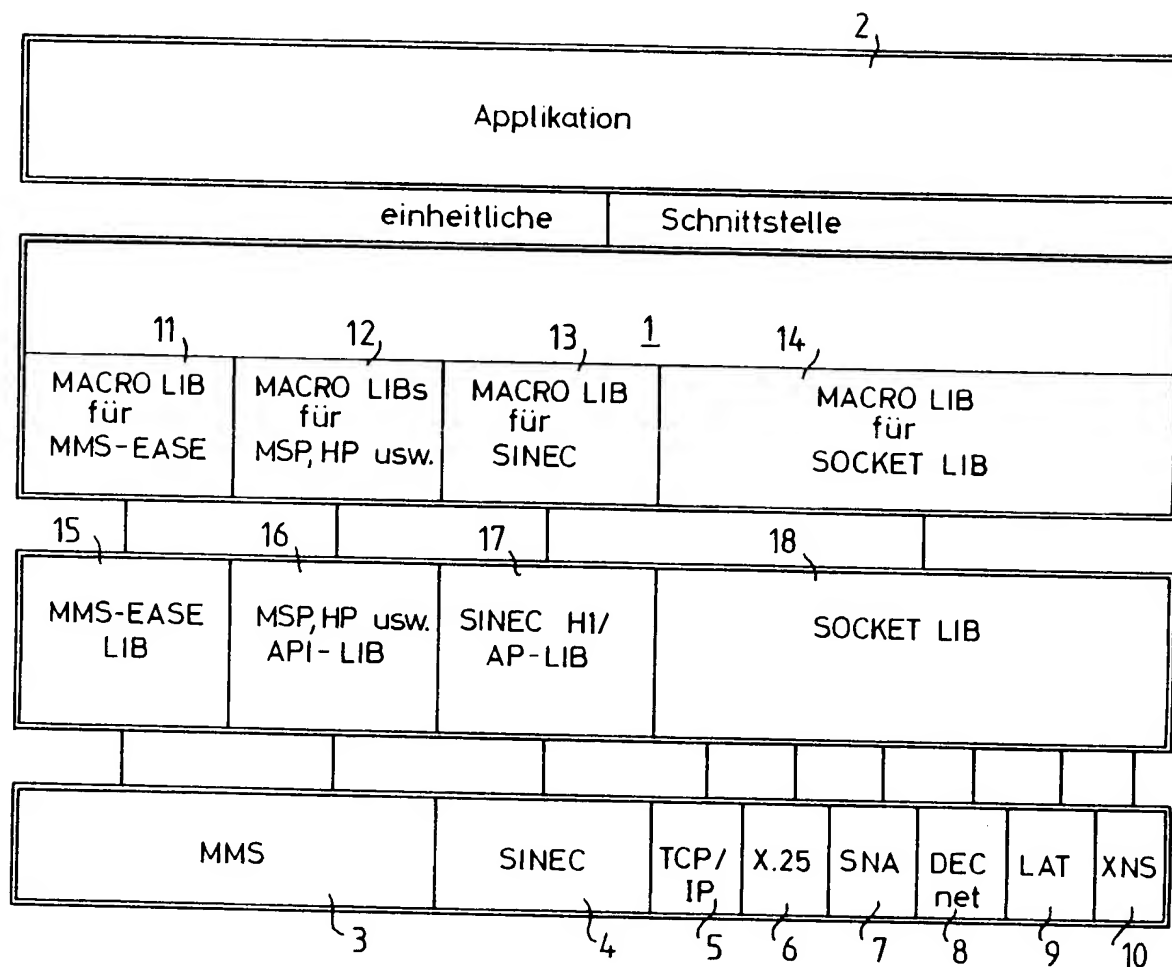 2
Applikation
einheitliche Schnittstelle
11 12 13 1 14
MACRO LIB
für
MMS-EASE
MACRO LIBs
für
MSP, HP usw.
MACRO LIB
für
SINEC
MACRO LIB
für
SOCKET LIB
15 16 17 18
MMS-EASE
LIB
MSP, HP usw.
API-LIB
SINEC H1/
AP-LIB
SOCKET LIB
MMS
SINEC
TCP/
IP
X.25
SNA
DEC
net
LAT
XNS
3 4 5 6 7 8 9 10